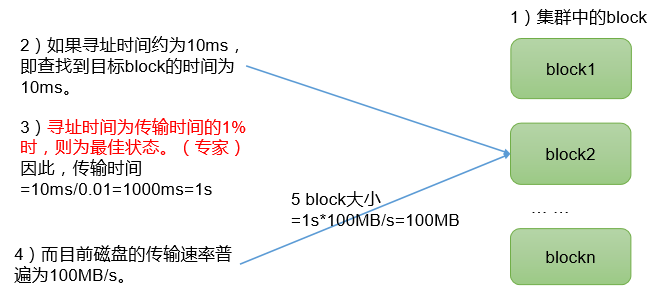 1）集群中的block
block1
block2
... ...
blockn
2）如果寻址时间约为10ms，
即查找到目标block的时间为
10ms。
3）寻址时间为传输时间的1%
时，则为最佳状态。（专家）
因此，传输时间
=10ms/0.01=1000ms=1s
4）而目前磁盘的传输速率普
遍为100MB/s。
5 block大小
=1s*100MB/s=100MB